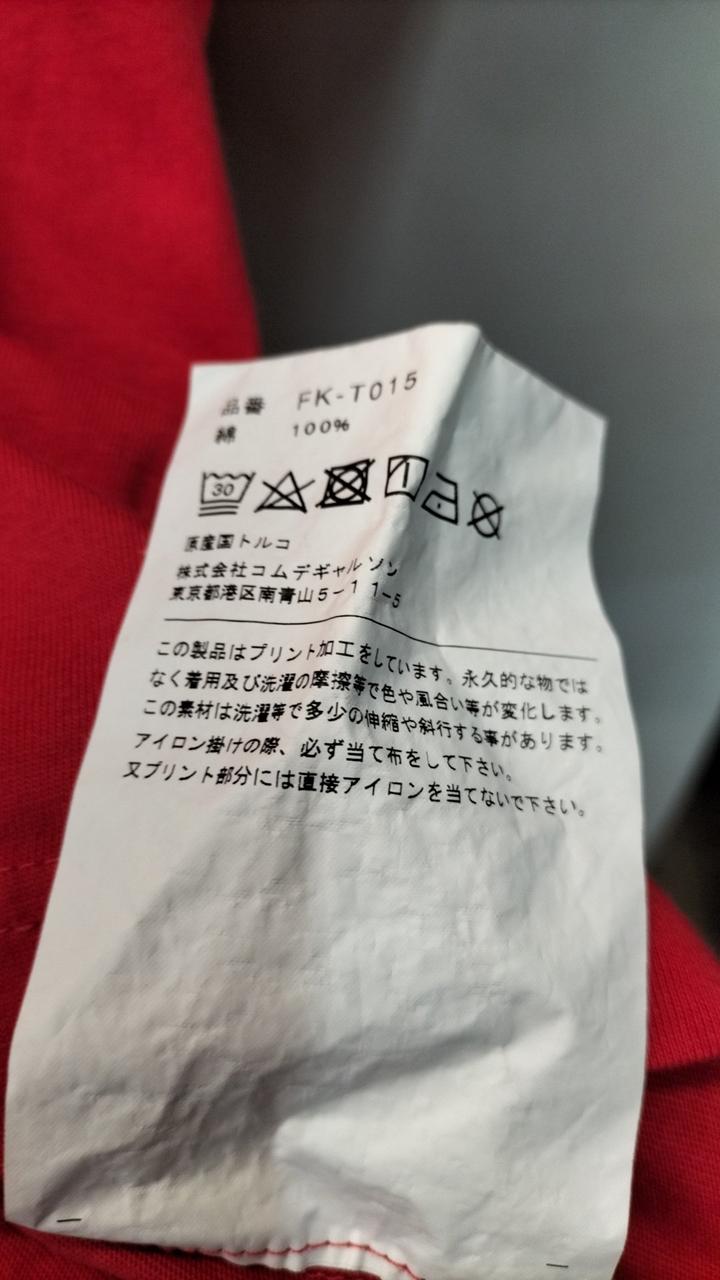 品番 FK-T015
綿 100%
30
原産国トルコ
株式会社コムデギャルソン
東京都港区南青山5-11-5
この製品はプリント加工をしています。永久的な物では
なく着用及び洗濯の摩擦等で色や風合い等が変化します。
この素材は洗濯等で多少の伸縮や斜行する事があります。
アイロン掛けの際、必ず当て布をして下さい。
又プリント部分には直接アイロンを当てないで下さい。